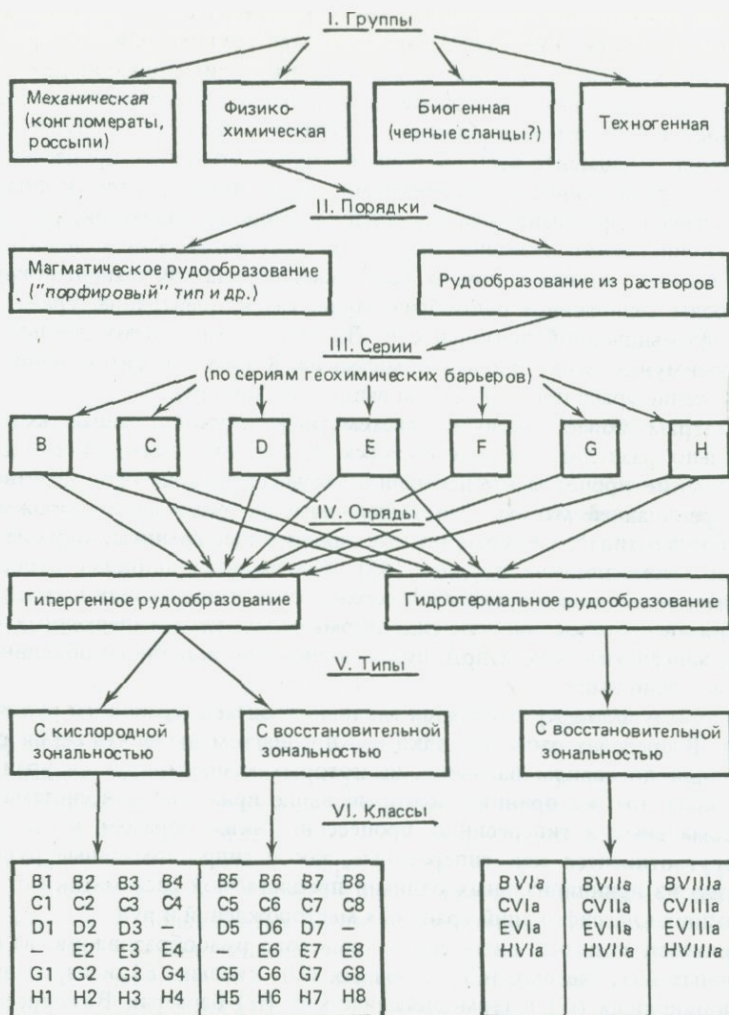 I. Группы
Механическая
(конгломераты,
россыпи)
Физико-
химическая
Биогенная
(черные сланцы?)
Техногенная
II. Порядки
Магматическое рудообразование
("порфировый" тип и др.)
Рудообразование из растворов
III. Серии
(по сериям геохимических барьеров)
B C D E F G H
IV. Отряды
Гипергенное рудообразование
Гидротермальное рудообразование
V. Типы
С кислородной
зональностью
С восстановительной
зональностью
С восстановительной
зональностью
VI. Классы
B1 B2 B3 B4 B5 B6 B7 B8
C1 C2 C3 C4 C5 C6 C7 C8
D1 D2 D3 – D5 D6 D7 –
– E2 E3 E4 – E6 E7 E8
G1 G2 G3 G4 G5 G6 G7 G8
H1 H2 H3 H4 H5 H6 H7 H8
BVIa BVIIa BVIIIa
CVIa CVIIa CVIIIa
EVIa EVIIa EVIIIa
HVIa HVIIa HVIIIa